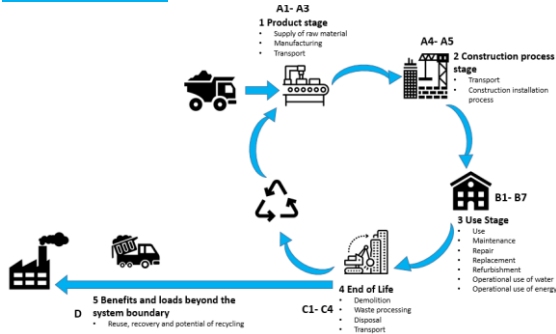 A1- A3
1 Product stage
• Supply of raw material
• Manufacturing
• Transport
A4- A5
2 Construction process
stage
• Transport
• Construction installation
process
B1- B7
3 Use Stage
• Use
• Maintenance
• Repair
• Replacement
• Refurbishment
• Operational use of water
• Operational use of energy
4 End of Life
C1- C4
• Demolition
• Waste processing
• Disposal
• Transport
5 Benefits and loads beyond the
D
system boundary
• Reuse, recovery and potential of recycling